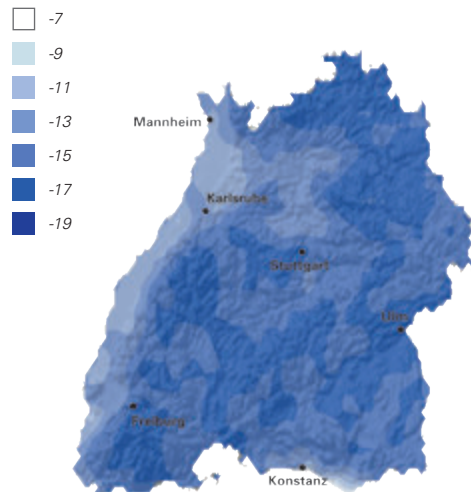 -7
-9
-11
-13
-15
-17
-19
Mannheim
Karlsruhe
Stuttgart
Ulm
Freiburg
Konstanz